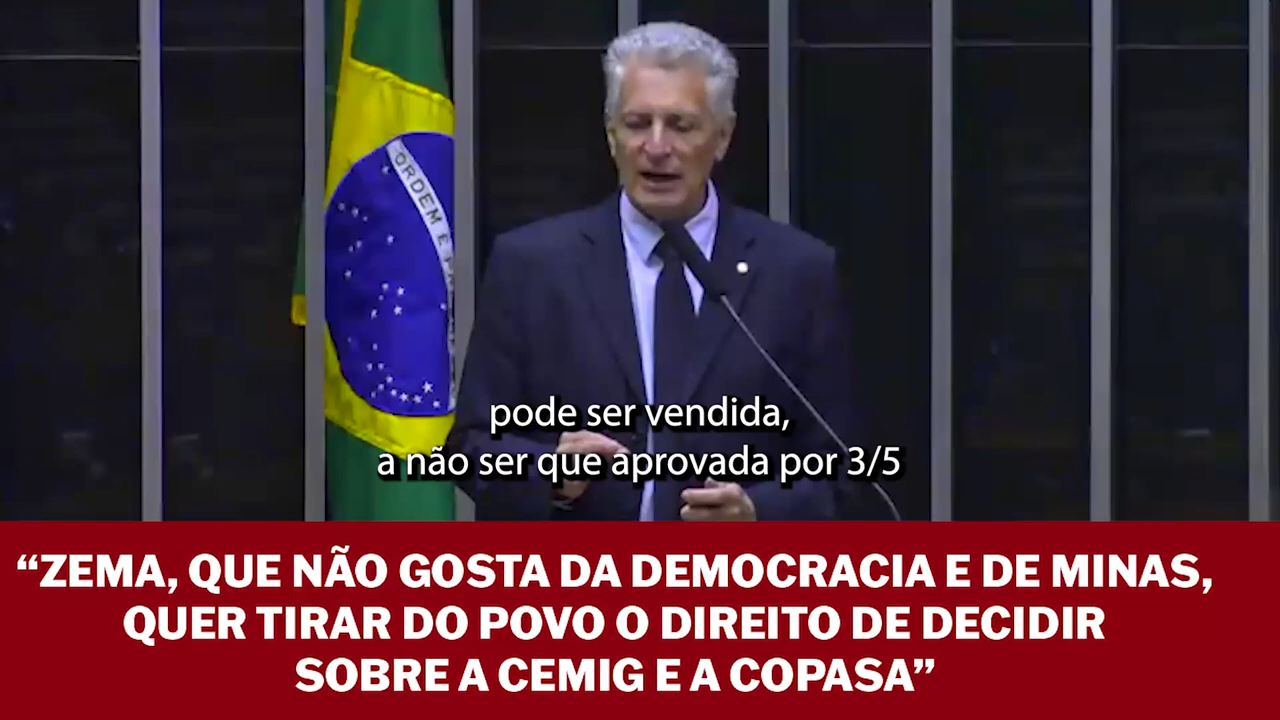 ORDEM E P
pode ser vendida,
a não ser que aprovada por 3/5
“ZEMA, QUE NÃO GOSTA DA DEMOCRACIA E DE MINAS,
QUER TIRAR DO POVO O DIREITO DE DECIDIR
SOBRE A CEMIG E A COPASA”